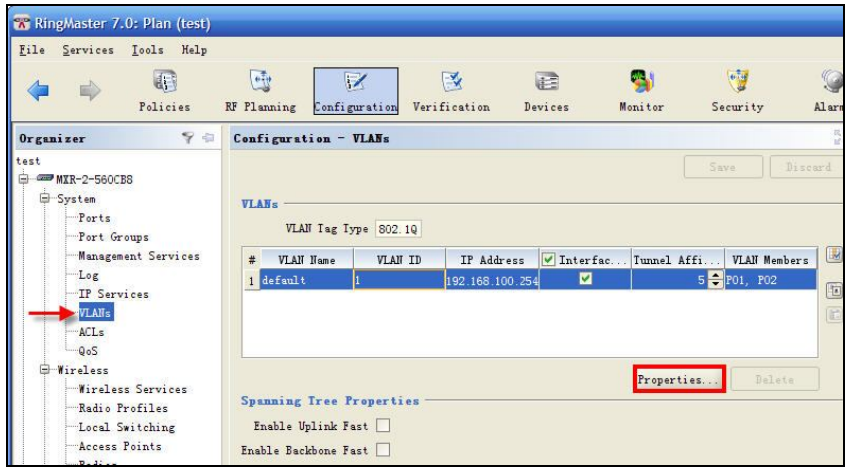 RingMaster 7.0: Plan (test)
File Services Tools Help
Policies RF Planning Configuration Verification Devices Monitor Security Alarm
Organizer
test
MXR-2-560CB8
System
Ports
Port Groups
Management Services
Log
IP Services
VLANs
ACLs
QoS
Wireless
Wireless Services
Radio Profiles
Local Switching
Access Points
Configuration - VLANs
Save Discard
VLANs
VLAN Tag Type 802.1Q
# VLAN Name VLAN ID IP Address Interfac... Tunnel Affi... VLAN Members
1 default 1 192.168.100.254 5 P01, P02
Properties... Delete
Spanning Tree Properties
Enable Uplink Fast
Enable Backbone Fast